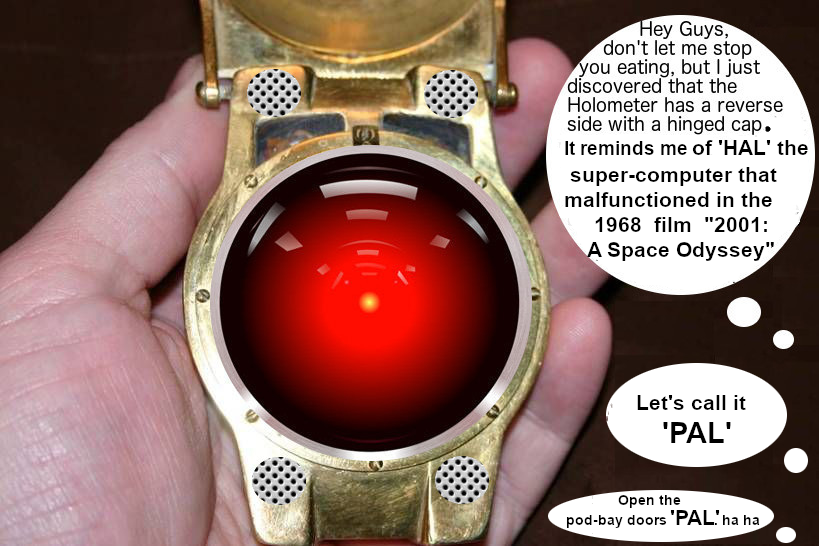 Hey Guys,
don't let me stop
you eating, but I just
discovered that the
Holometer has a reverse
side with a hinged cap.
It reminds me of 'HAL' the
super-computer that
malfunctioned in the
1968 film "2001:
A Space Odyssey"
Let's call it
'PAL'
Open the
pod-bay doors 'PAL'. ha ha